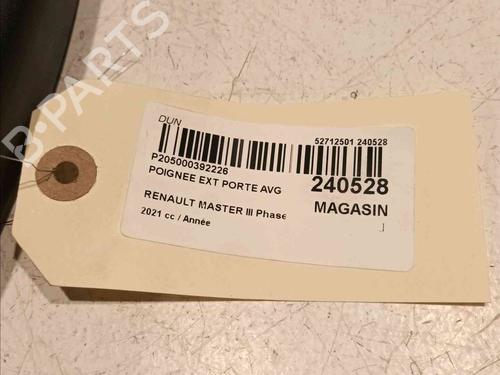 B-PARTS
DUN
52712501 240528
P205000392226
POIGNEE EXT PORTE AVG
240528
RENAULT MASTER III Phase
MAGASIN
2021 cc / Année